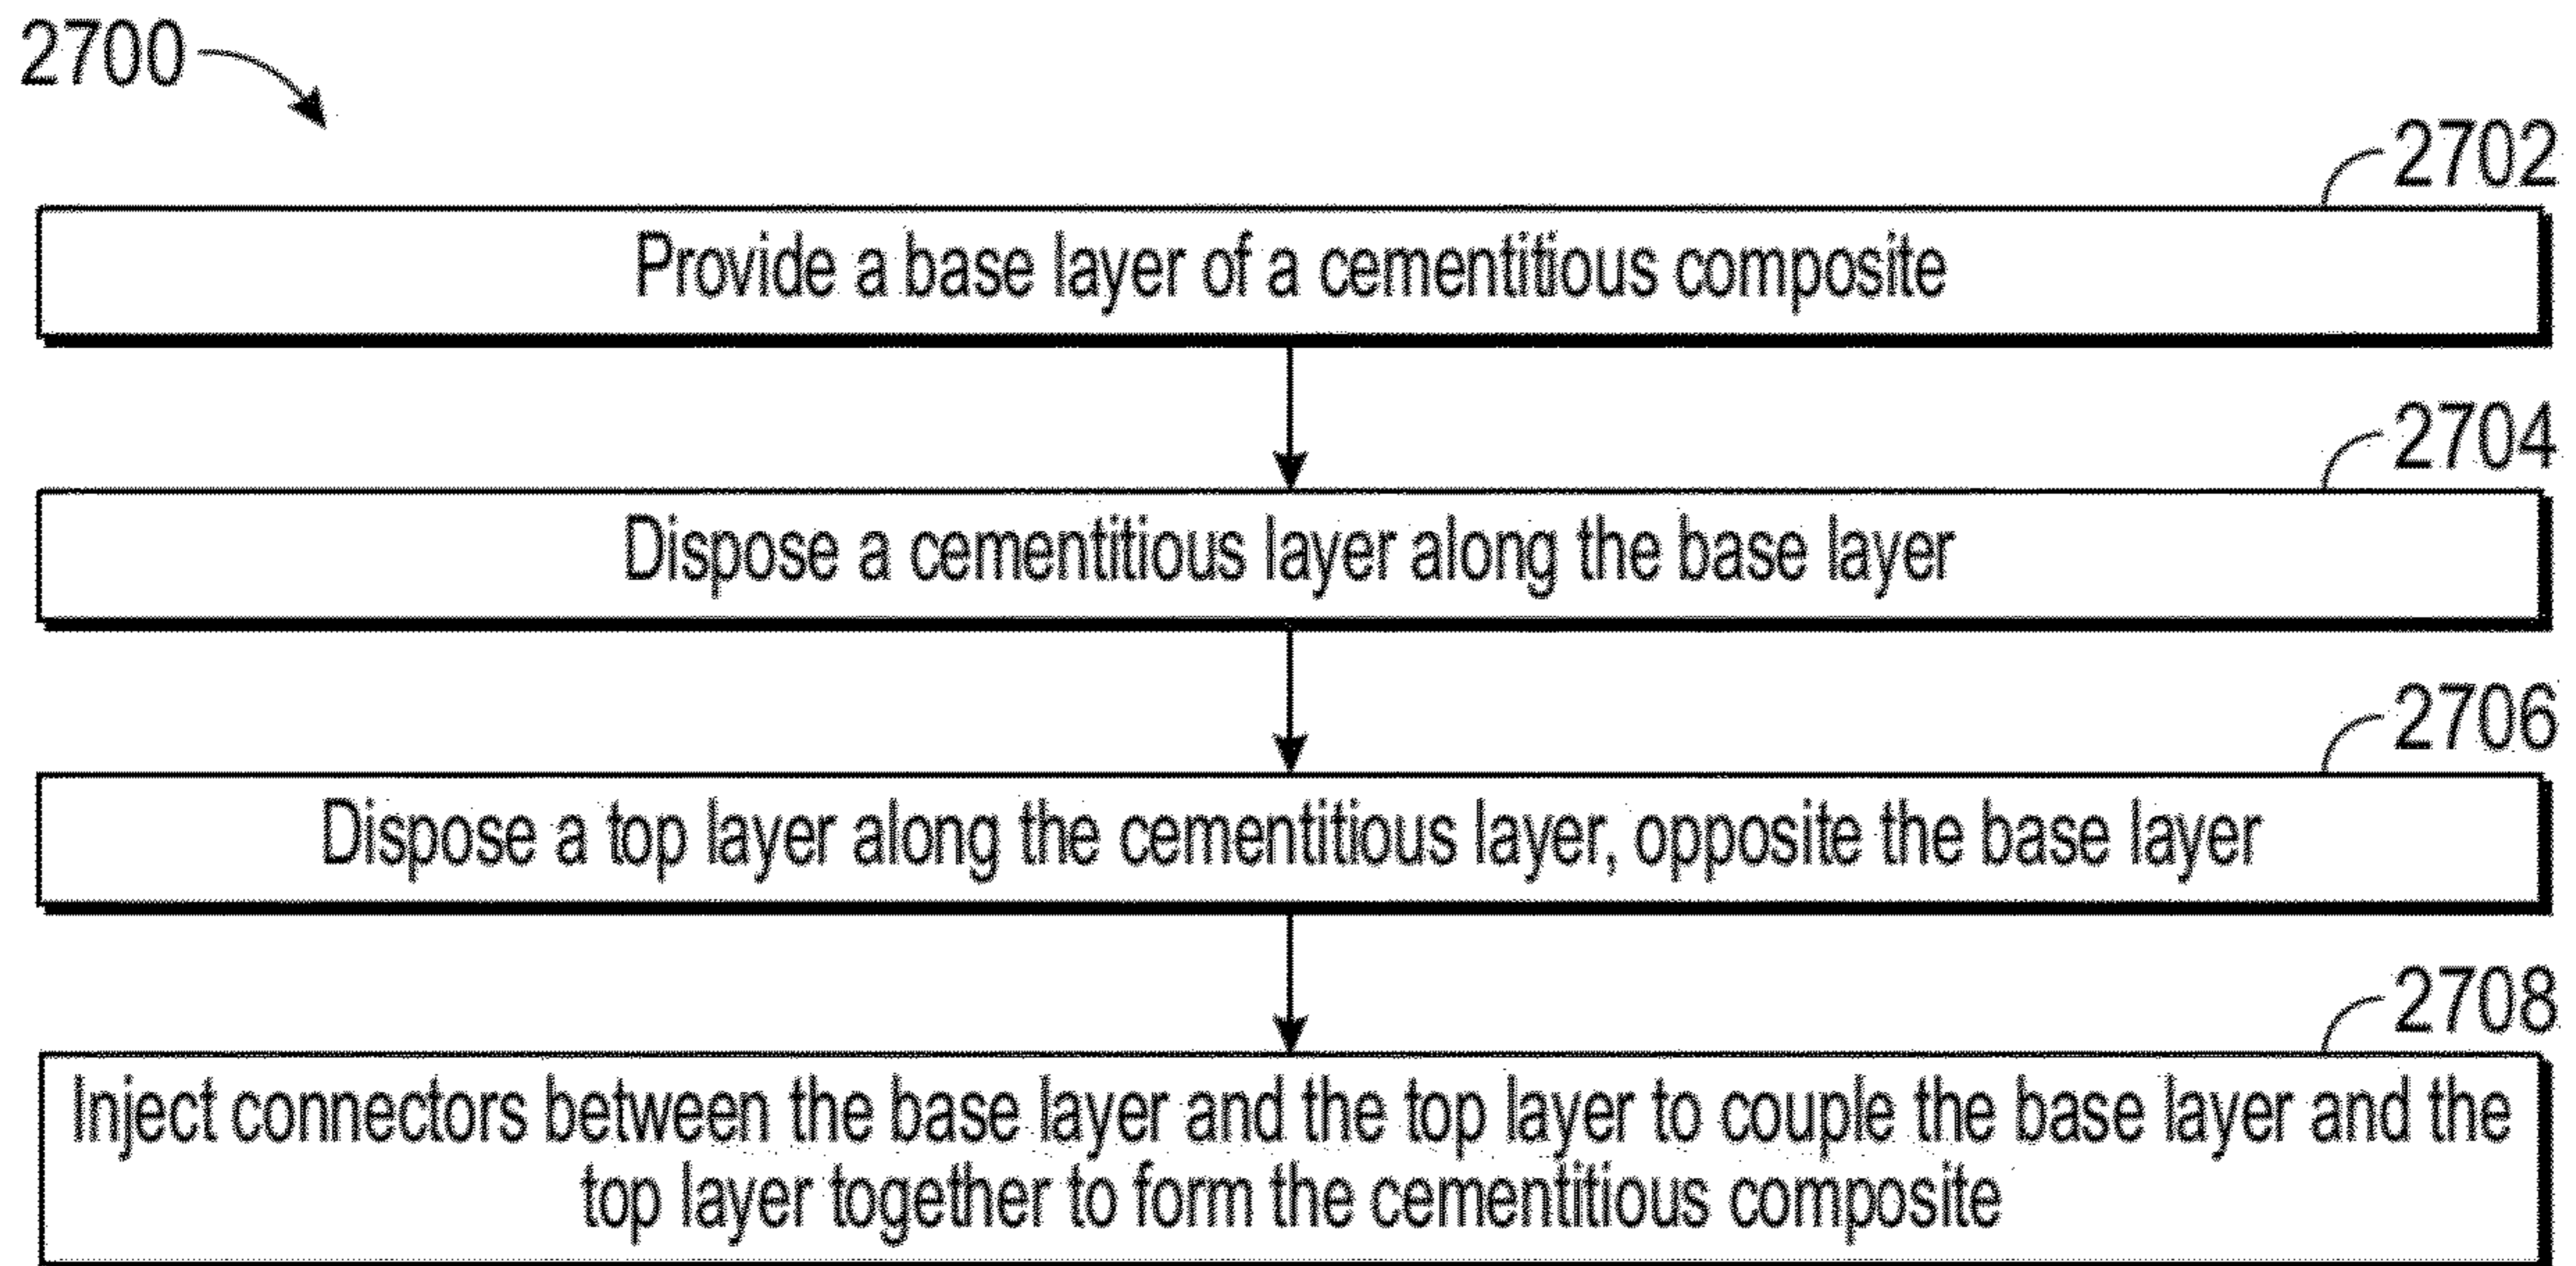 2700
2702
Provide a base layer of a cementitious composite
2704
Dispose a cementitious layer along the base layer
2706
Dispose a top layer along the cementitious layer, opposite the base layer
2708
Inject connectors between the base layer and the top layer to couple the base layer and the
top layer together to form the cementitious composite